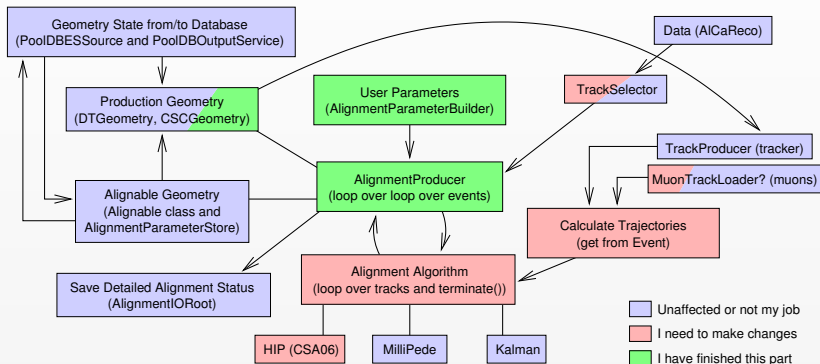 Geometry State from/to Database
(PoolDBESSource and PoolDBOutputService)
Data (AlCaReco)
Production Geometry
(DTGeometry, CSCGeometry)
User Parameters
(AlignmentParameterBuilder)
TrackSelector
TrackProducer (tracker)
MuonTrackLoader? (muons)
Alignable Geometry
(Alignable class and
AlignmentParameterStore)
AlignmentProducer
(loop over loop over events)
Calculate Trajectories
(get from Event)
Save Detailed Alignment Status
(AlignmentIORoot)
Alignment Algorithm
(loop over tracks and terminate())
HIP (CSA06)
MilliPede
Kalman
Unaffected or not my job
I need to make changes
I have finished this part